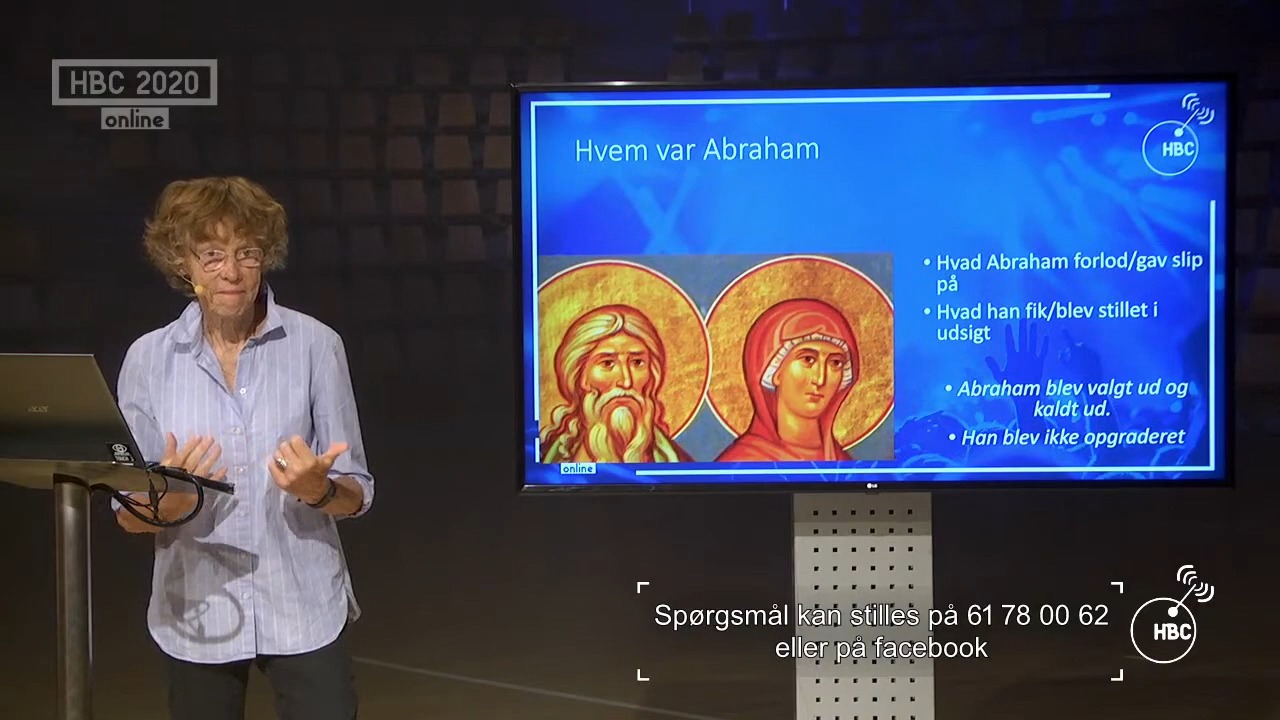 HBC 2020
online
Hvem var Abraham
HBC
• Hvad Abraham forlod/gav slip
på
• Hvad han fik/blev stillet i
udsigt
• Abraham blev valgt ud og
kaldt ud.
• Han blev ikke opgraderet
online
LG
acer
Spørgsmål kan stilles på 61 78 00 62
eller på facebook
HBC